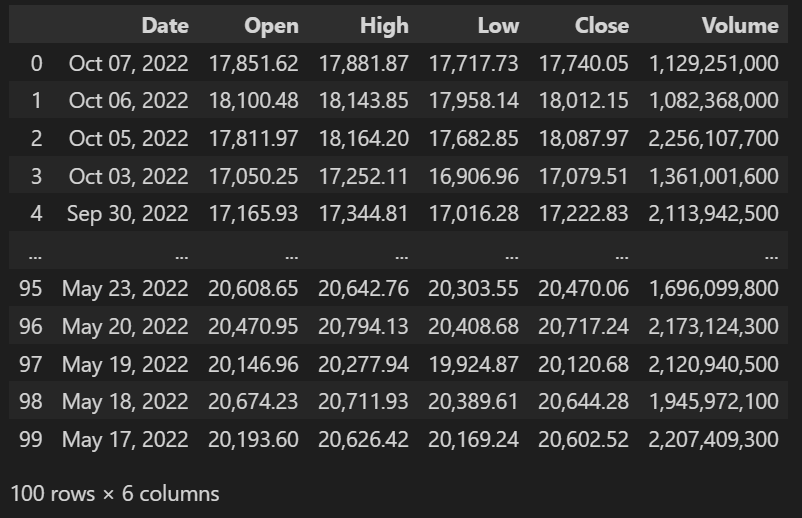 Date Open High Low Close Volume
0 Oct 07, 2022 17,851.62 17,881.87 17,717.73 17,740.05 1,129,251,000
1 Oct 06, 2022 18,100.48 18,143.85 17,958.14 18,012.15 1,082,368,000
2 Oct 05, 2022 17,811.97 18,164.20 17,682.85 18,087.97 2,256,107,700
3 Oct 03, 2022 17,050.25 17,252.11 16,906.96 17,079.51 1,361,001,600
4 Sep 30, 2022 17,165.93 17,344.81 17,016.28 17,222.83 2,113,942,500
... ... ... ... ... ... ...
95 May 23, 2022 20,608.65 20,642.76 20,303.55 20,470.06 1,696,099,800
96 May 20, 2022 20,470.95 20,794.13 20,408.68 20,717.24 2,173,124,300
97 May 19, 2022 20,146.96 20,277.94 19,924.87 20,120.68 2,120,940,500
98 May 18, 2022 20,674.23 20,711.93 20,389.61 20,644.28 1,945,972,100
99 May 17, 2022 20,193.60 20,626.42 20,169.24 20,602.52 2,207,409,300
100 rows × 6 columns